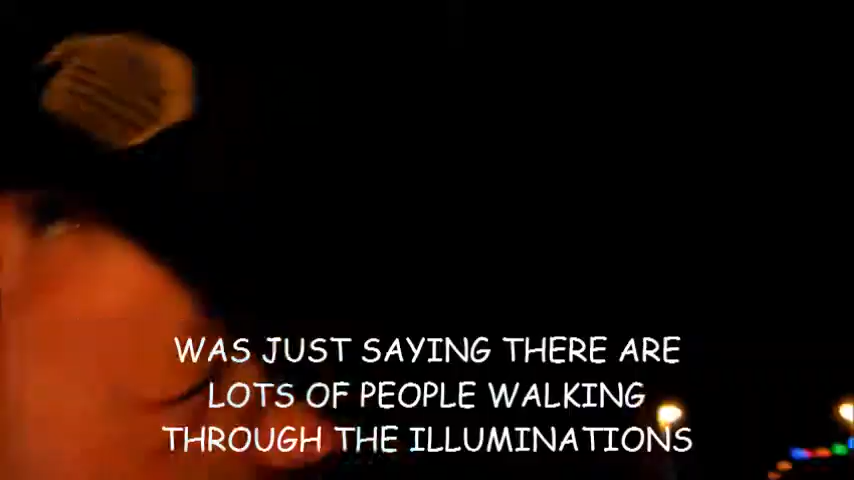 WAS JUST SAYING THERE ARE
LOTS OF PEOPLE WALKING
THROUGH THE ILLUMINATIONS